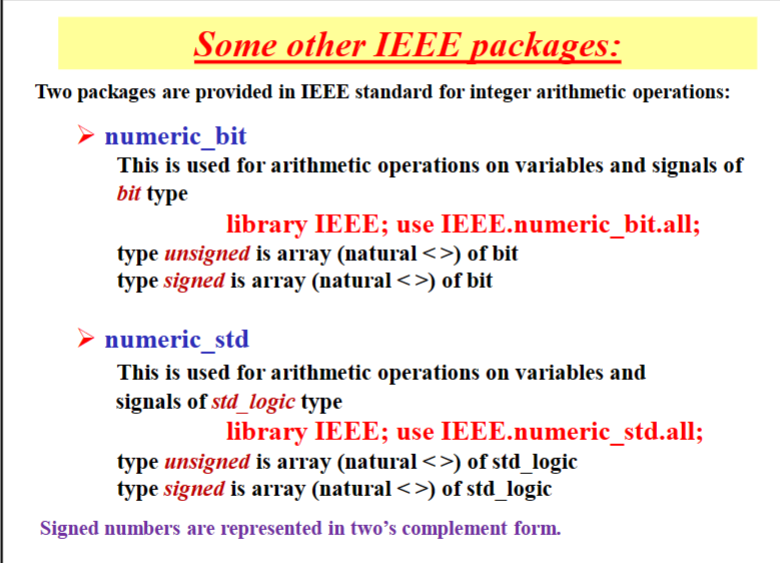 Some other IEEE packages:
Two packages are provided in IEEE standard for integer arithmetic operations:
➢ numeric_bit
This is used for arithmetic operations on variables and signals of
bit type
library IEEE; use IEEE.numeric_bit.all;
type unsigned is array (natural <>) of bit
type signed is array (natural <>) of bit
➢ numeric_std
This is used for arithmetic operations on variables and
signals of std_logic type
library IEEE; use IEEE.numeric_std.all;
type unsigned is array (natural <>) of std_logic
type signed is array (natural <>) of std_logic
Signed numbers are represented in two’s complement form.